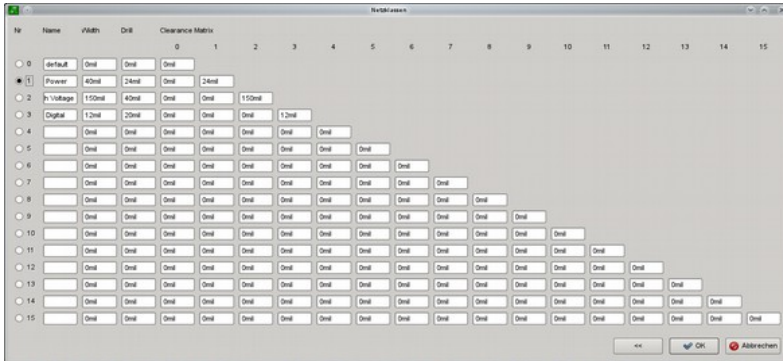 Netzklassen
Nr Name Width Drill Clearance Matrix
0 1 2 3 4 5 6 7 8 9 10 11 12 13 14 15
0 default 0mil 0mil 0mil
1 Power 40mil 24mil 0mil 24mil
2 h Voltage 150mil 40mil 0mil 0mil 150mil
3 Digital 12mil 20mil 0mil 0mil 0mil 12mil
4 0mil 0mil 0mil 0mil 0mil 0mil 0mil
5 0mil 0mil 0mil 0mil 0mil 0mil 0mil 0mil
6 0mil 0mil 0mil 0mil 0mil 0mil 0mil 0mil 0mil
7 0mil 0mil 0mil 0mil 0mil 0mil 0mil 0mil 0mil 0mil
8 0mil 0mil 0mil 0mil 0mil 0mil 0mil 0mil 0mil 0mil 0mil
9 0mil 0mil 0mil 0mil 0mil 0mil 0mil 0mil 0mil 0mil 0mil 0mil
10 0mil 0mil 0mil 0mil 0mil 0mil 0mil 0mil 0mil 0mil 0mil 0mil 0mil
11 0mil 0mil 0mil 0mil 0mil 0mil 0mil 0mil 0mil 0mil 0mil 0mil 0mil 0mil
12 0mil 0mil 0mil 0mil 0mil 0mil 0mil 0mil 0mil 0mil 0mil 0mil 0mil 0mil 0mil
13 0mil 0mil 0mil 0mil 0mil 0mil 0mil 0mil 0mil 0mil 0mil 0mil 0mil 0mil 0mil 0mil
14 0mil 0mil 0mil 0mil 0mil 0mil 0mil 0mil 0mil 0mil 0mil 0mil 0mil 0mil 0mil 0mil 0mil
15 0mil 0mil 0mil 0mil 0mil 0mil 0mil 0mil 0mil 0mil 0mil 0mil 0mil 0mil 0mil 0mil 0mil 0mil
<< OK Abbrechen